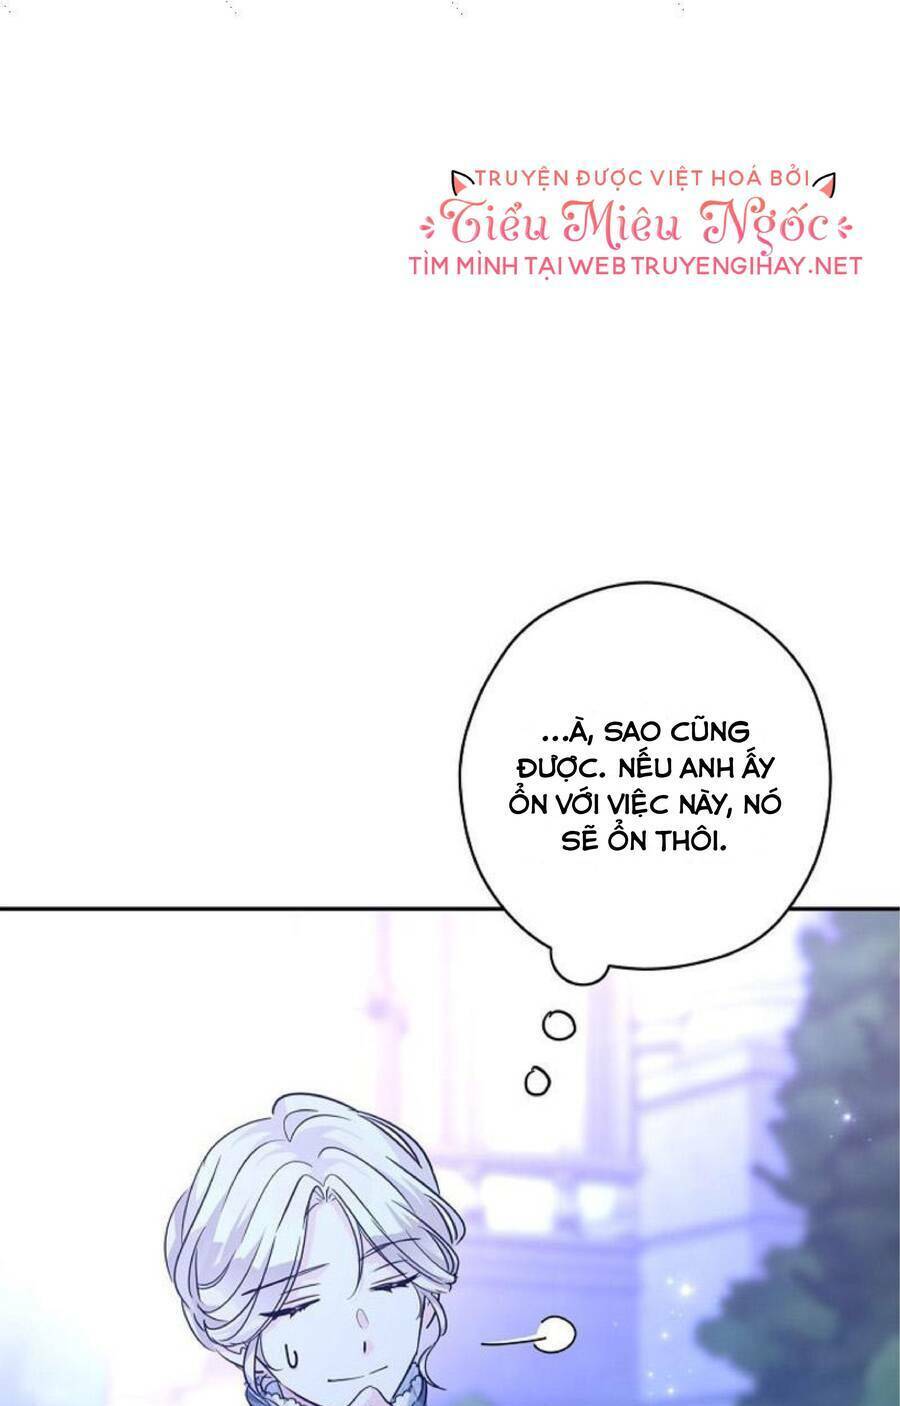 TRUYỆN ĐƯỢC VIỆT HOÁ BỞI
Tiểu Miêu Ngốc
TÌM MÌNH TẠI WEB TRUYENGIHAY.NET
...À, SAO CŨNG
ĐƯỢC. NẾU ANH ẤY
ỔN VỚI VIỆC NÀY, NÓ
SẼ ỔN THÔI.